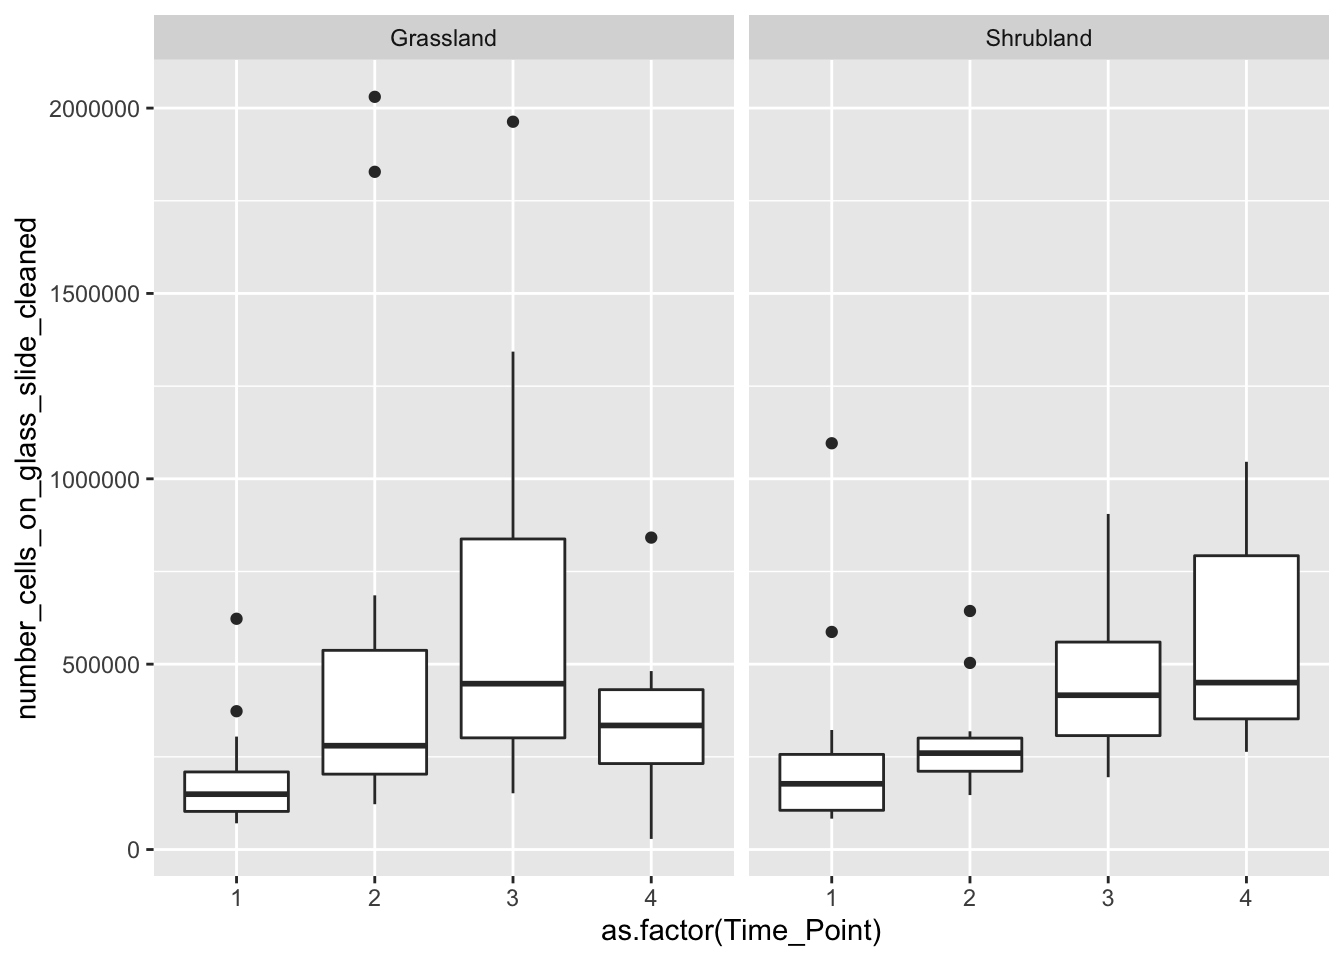 Grassland
Shrubland
number_cells_on_glass_slide_cleaned
2000000
1500000
1000000
500000
0
1 2 3 4
1 2 3 4
as.factor(Time_Point)